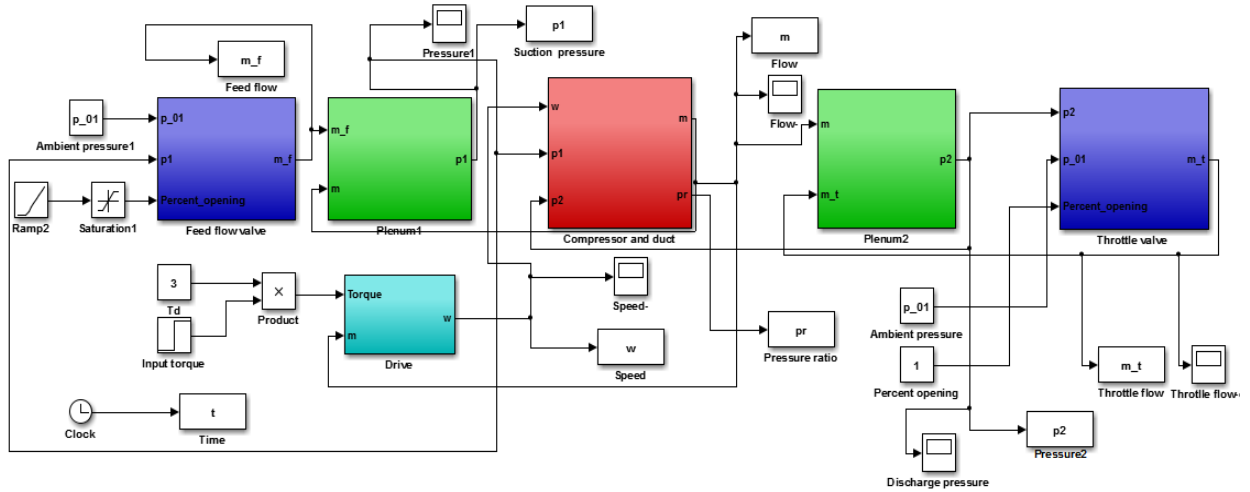 m_f
Feed flow
Pressure1
p1
Suction pressure
m
Flow
Flow-
p_01
Ambient pressure1
p_01
p1
m_f
Percent_opening
Feed flow valve
Ramp2
Saturation1
m_f
m
p1
Plenum1
w
p1
p2
m
pr
Compressor and duct
m
m_t
p2
Plenum2
p2
p_01
Percent_opening
m_t
Throttle valve
3
Td
Input torque
×
Product
Torque
m
w
Drive
Speed-
w
Speed
pr
Pressure ratio
p_01
Ambient pressure
1
Percent opening
m_t
Throttle flow
Throttle flow-
Clock
t
Time
Discharge pressure
p2
Pressure2